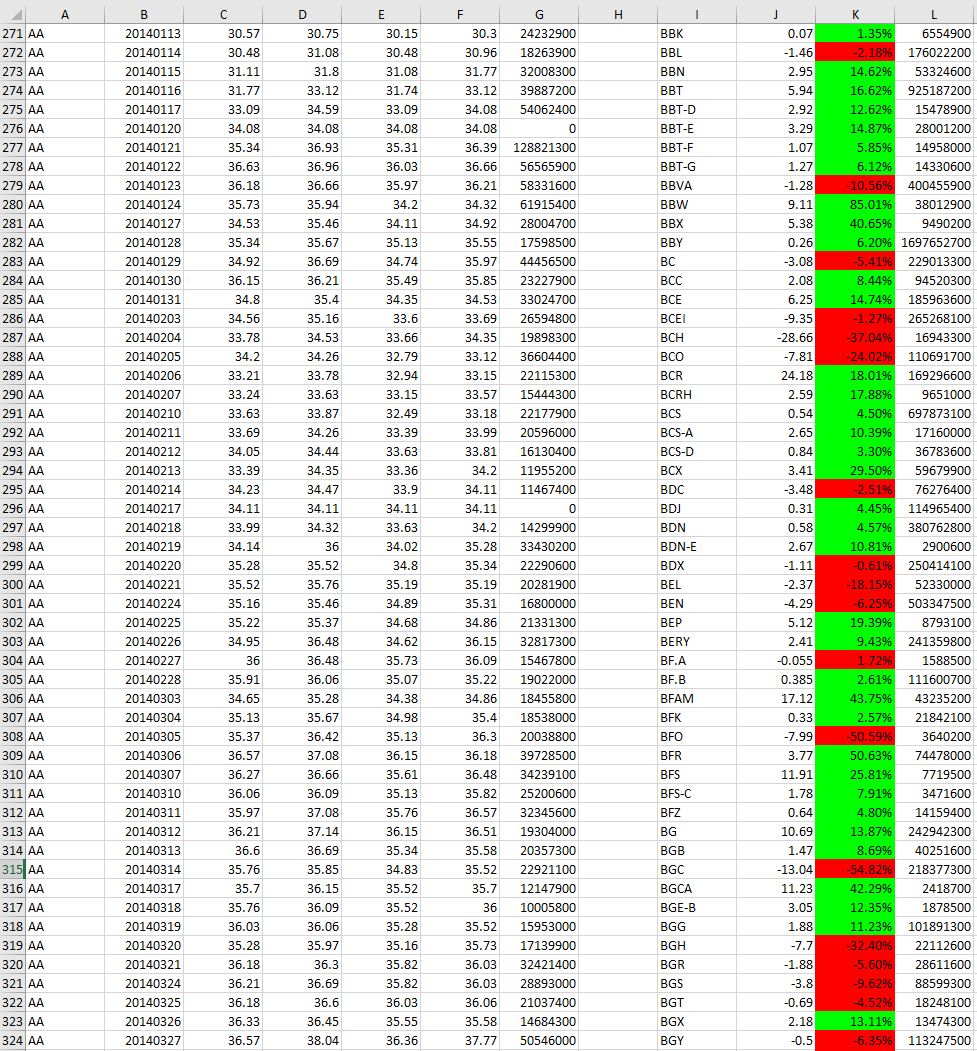 A B C D E F G H I J K L
271 AA 20140113 30.57 30.75 30.15 30.3 24232900 BBK 0.07 1.35% 6554900
272 AA 20140114 30.48 31.08 30.48 30.96 18263900 BBL -1.46 -2.18% 176022200
273 AA 20140115 31.11 31.8 31.08 31.77 32008300 BBN 2.95 14.62% 53324600
274 AA 20140116 31.77 33.12 31.74 33.12 39887200 BBT 5.94 16.62% 925187200
275 AA 20140117 33.09 34.59 33.09 34.08 54062400 BBT-D 2.92 12.62% 15478900
276 AA 20140120 34.08 34.08 34.08 34.08 0 BBT-E 3.29 14.87% 28001200
277 AA 20140121 35.34 36.93 35.31 36.39 128821300 BBT-F 1.07 5.85% 14958000
278 AA 20140122 36.63 36.96 36.03 36.66 56565900 BBT-G 1.27 6.12% 14330600
279 AA 20140123 36.18 36.66 35.97 36.21 58331600 BBVA -1.28 -10.56% 400455900
280 AA 20140124 35.73 35.94 34.2 34.32 61915400 BBW 9.11 85.01% 38012900
281 AA 20140127 34.53 35.46 34.11 34.92 28004700 BBX 5.38 40.65% 9490200
282 AA 20140128 35.34 35.67 35.13 35.55 17598500 BBY 0.26 6.20% 1697652700
283 AA 20140129 34.92 36.69 34.74 35.97 44456500 BC -3.08 -5.41% 229013300
284 AA 20140130 36.15 36.21 35.49 35.85 23227900 BCC 2.08 8.44% 94520300
285 AA 20140131 34.8 35.4 34.35 34.53 33024700 BCE 6.25 14.74% 185963600
286 AA 20140203 34.56 35.16 33.6 33.69 26594800 BCEI -9.35 -1.27% 265268100
287 AA 20140204 33.78 34.53 33.66 34.35 19898300 BCH -28.66 -37.04% 16943300
288 AA 20140205 34.2 34.26 32.79 33.12 36604400 BCO -7.81 -24.02% 110691700
289 AA 20140206 33.21 33.78 32.94 33.15 22115300 BCR 24.18 18.01% 169296600
290 AA 20140207 33.24 33.63 33.15 33.57 15444300 BCRH 2.59 17.88% 9651000
291 AA 20140210 33.63 33.87 32.49 33.18 22177900 BCS 0.54 4.50% 697873100
292 AA 20140211 33.69 34.26 33.39 33.99 20596000 BCS-A 2.65 10.39% 17160000
293 AA 20140212 34.05 34.44 33.63 33.81 16130400 BCS-D 0.84 3.30% 36783600
294 AA 20140213 33.39 34.35 33.36 34.2 11955200 BCX 3.41 29.50% 59679900
295 AA 20140214 34.23 34.47 33.9 34.11 11467400 BDC -3.48 -2.51% 76276400
296 AA 20140217 34.11 34.11 34.11 34.11 0 BDJ 0.31 4.45% 114965400
297 AA 20140218 33.99 34.32 33.63 34.2 14299900 BDN 0.58 4.57% 380762800
298 AA 20140219 34.14 36 34.02 35.28 33430200 BDN-E 2.67 10.81% 2900600
299 AA 20140220 35.28 35.52 34.8 35.34 22290600 BDX -1.11 -0.61% 250414100
300 AA 20140221 35.52 35.76 35.19 35.19 20281900 BEL -2.37 -18.15% 52330000
301 AA 20140224 35.16 35.46 34.89 35.31 16800000 BEN -4.29 -6.25% 503347500
302 AA 20140225 35.22 35.37 34.68 34.86 21331300 BEP 5.12 19.39% 8793100
303 AA 20140226 34.95 36.48 34.62 36.15 32817300 BERY 2.41 9.43% 241359800
304 AA 20140227 36 36.48 35.73 36.09 15467800 BF.A -0.055 1.72% 1588500
305 AA 20140228 35.91 36.06 35.07 35.22 19022000 BF.B 0.385 2.61% 111600700
306 AA 20140303 34.65 35.28 34.38 34.86 18455800 BFAM 17.12 43.75% 43235200
307 AA 20140304 35.13 35.67 34.98 35.4 18538000 BFK 0.33 2.57% 21842100
308 AA 20140305 35.37 36.42 35.13 36.3 20038800 BFO -7.99 -50.59% 3640200
309 AA 20140306 36.57 37.08 36.15 36.18 39728500 BFR 3.77 50.63% 74478000
310 AA 20140307 36.27 36.66 35.61 36.48 34239100 BFS 11.91 25.81% 7719500
311 AA 20140310 36.06 36.09 35.13 35.82 25200600 BFS-C 1.78 7.91% 3471600
312 AA 20140311 35.97 37.08 35.76 36.57 32345600 BFZ 0.64 4.80% 14159400
313 AA 20140312 36.21 37.14 36.15 36.51 19304000 BG 10.69 13.87% 242942300
314 AA 20140313 36.6 36.69 35.34 35.58 20357300 BGB 1.47 8.69% 40251600
315 AA 20140314 35.76 35.85 34.83 35.52 22921100 BGC -13.04 -54.82% 218377300
316 AA 20140317 35.7 36.15 35.52 35.7 12147900 BGCA 11.23 42.29% 2418700
317 AA 20140318 35.76 36.09 35.52 36 10005800 BGE-B 3.05 12.35% 1878500
318 AA 20140319 36.03 36.06 35.28 35.52 15953000 BGG 1.88 11.23% 101891300
319 AA 20140320 35.28 35.97 35.16 35.73 17139900 BGH -7.7 -32.40% 22112600
320 AA 20140321 36.18 36.3 35.82 36.03 32421400 BGR -1.88 -5.60% 28611600
321 AA 20140324 36.21 36.69 35.82 36.03 28893000 BGS -3.8 -9.62% 88599300
322 AA 20140325 36.18 36.6 36.03 36.06 21037400 BGT -0.69 -4.52% 18248100
323 AA 20140326 36.33 36.45 35.55 35.58 14684300 BGX 2.18 13.11% 13474300
324 AA 20140327 36.57 38.04 36.36 37.77 50546000 BGY -0.5 -6.35% 113247500